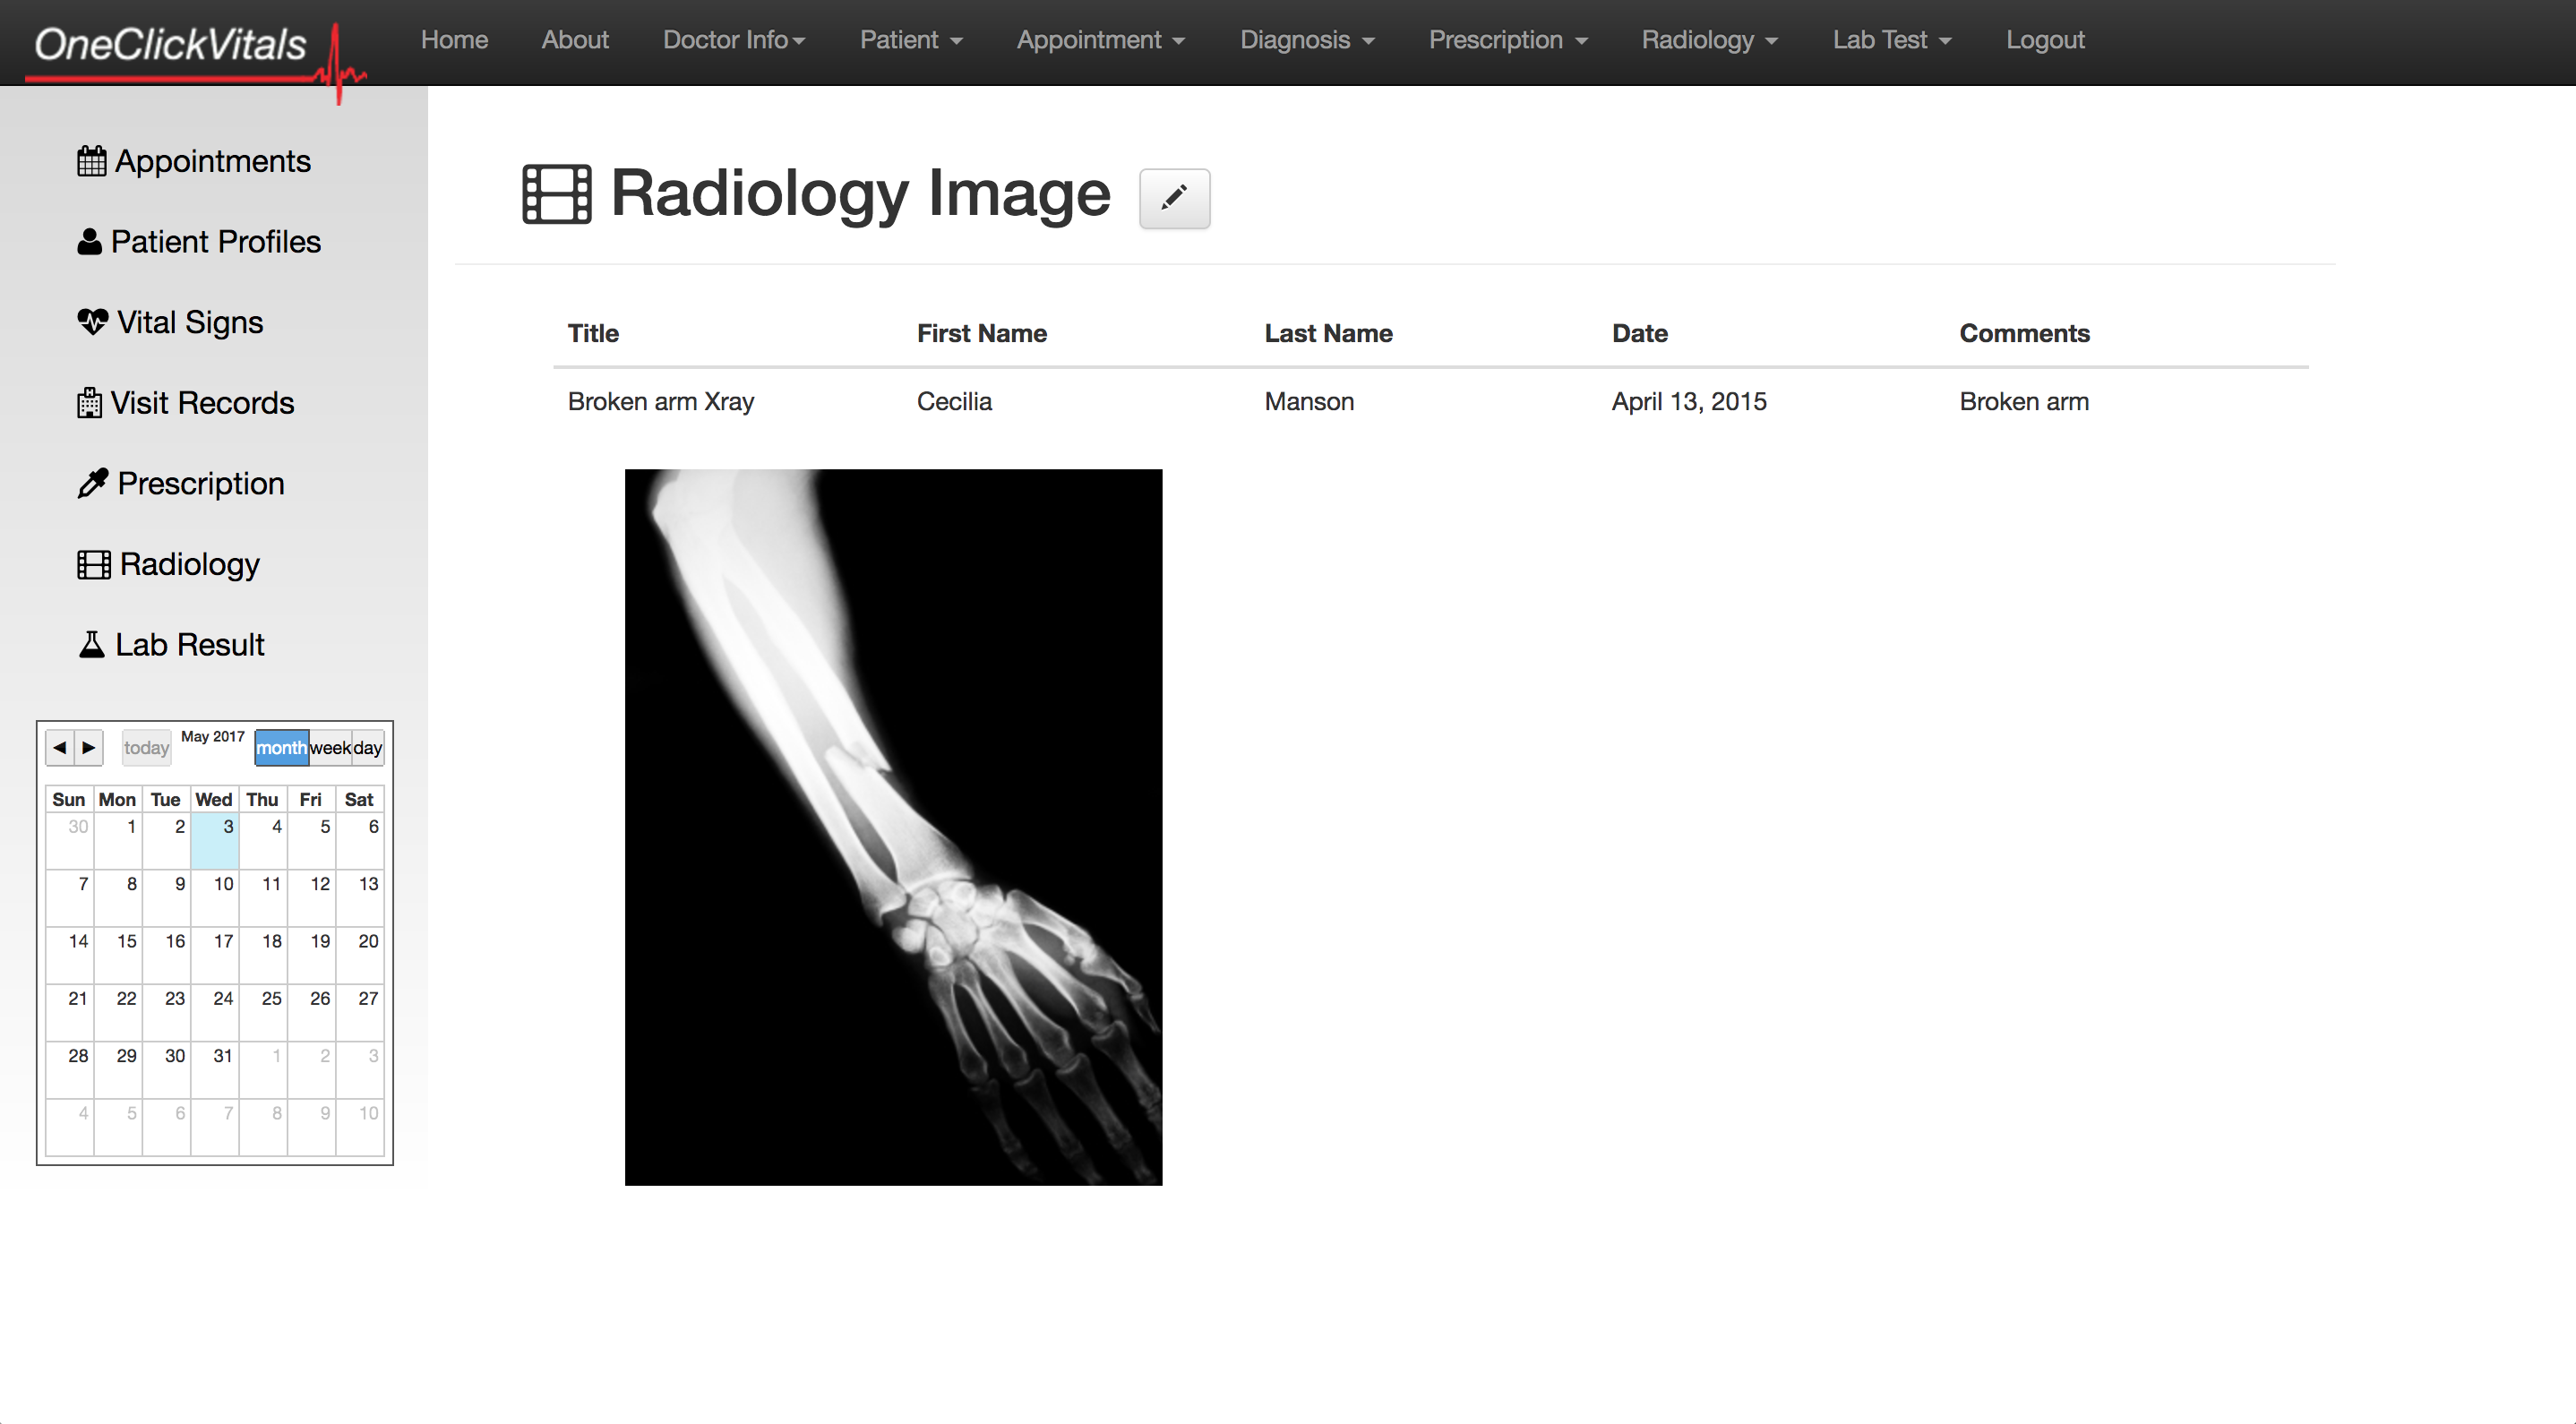 OneClickVitals
Home About Doctor Info Patient Appointment Diagnosis Prescription Radiology Lab Test Logout
Appointments
Patient Profiles
Vital Signs
Visit Records
Prescription
Radiology
Lab Result
today May 2017 month week day
Sun Mon Tue Wed Thu Fri Sat
30 1 2 3 4 5 6
7 8 9 10 11 12 13
14 15 16 17 18 19 20
21 22 23 24 25 26 27
28 29 30 31 1 2 3
4 5 6 7 8 9 10
Radiology Image
Title First Name Last Name Date Comments
Broken arm Xray Cecilia Manson April 13, 2015 Broken arm